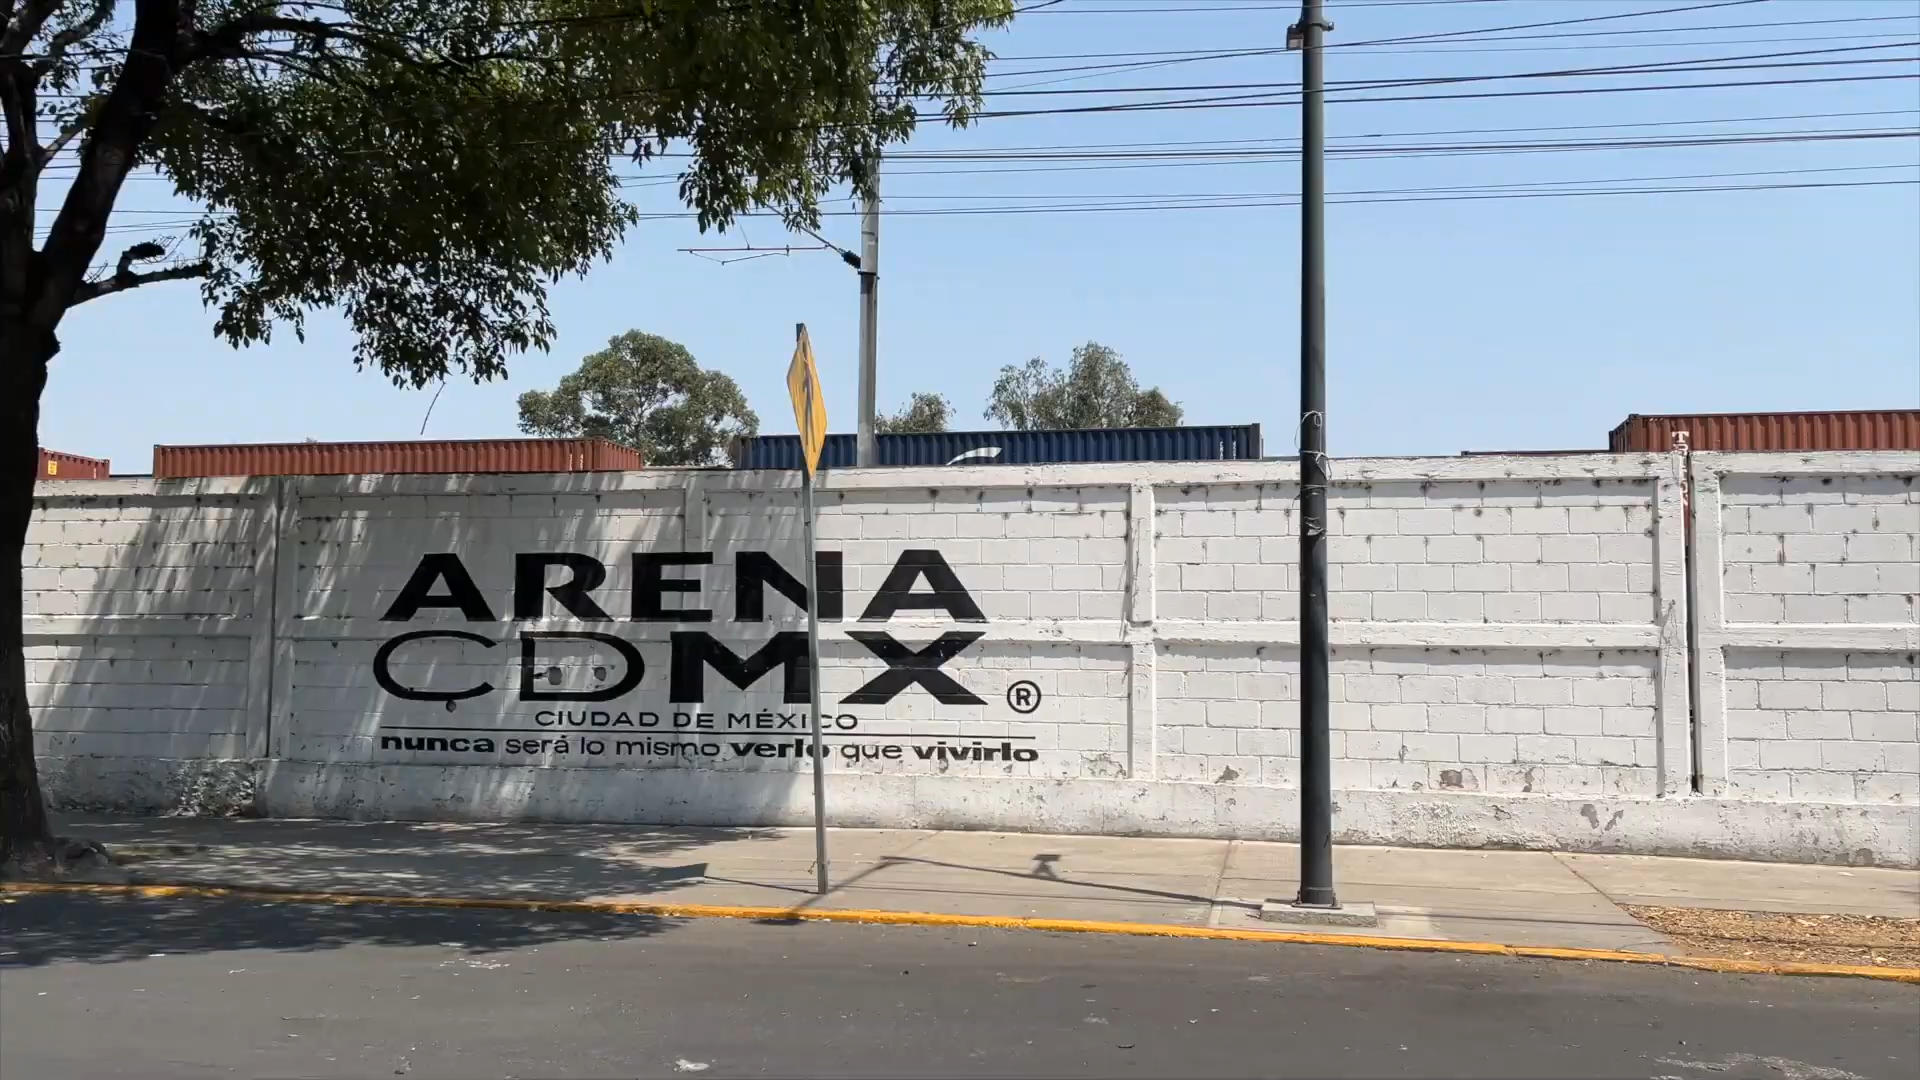 ARENA
CDMX®
CIUDAD DE MÉXICO
nunca será lo mismo verlo que vivirlo